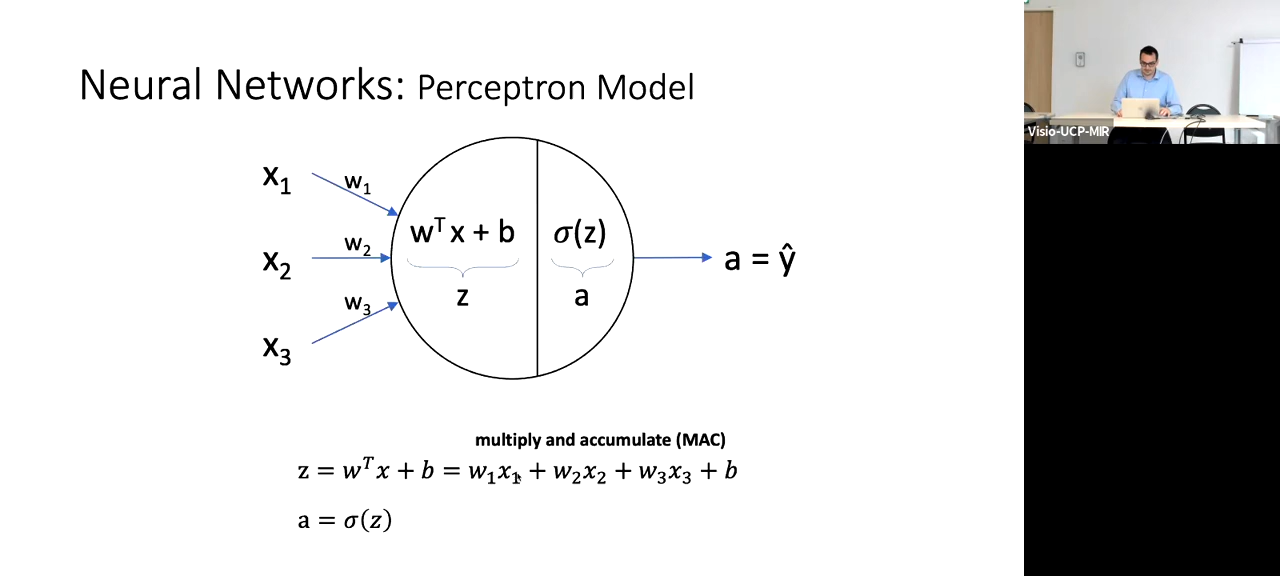 Neural Networks: Perceptron Model
x₁
w₁
x₂
w₂
x₃
w₃
wᵀx + b
z
σ(z)
a
a = ŷ
multiply and accumulate (MAC)
z = wᵀx + b = w₁x₁ + w₂x₂ + w₃x₃ + b
a = σ(z)
Visio-UCP-MIR